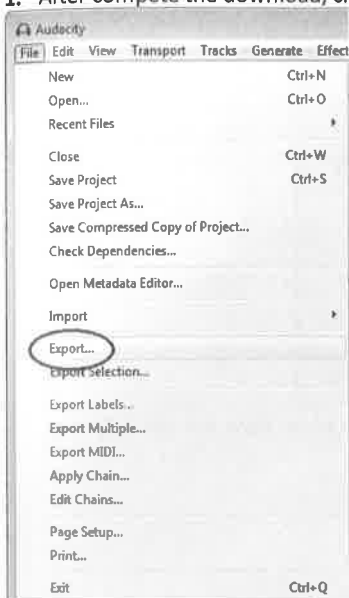 1. After compete the download, 
Audacity
File Edit View Transport Tracks Generate Effect
New Ctrl+N
Open... Ctrl+O
Recent Files
Close Ctrl+W
Save Project Ctrl+S
Save Project As...
Save Compressed Copy of Project...
Check Dependencies...
Open Metadata Editor...
Import
Export...
Export Selection...
Export Labels...
Export Multiple...
Export MIDI...
Apply Chain...
Edit Chains...
Page Setup...
Print...
Exit Ctrl+Q